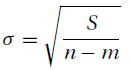 σ = √(S / (n − m))